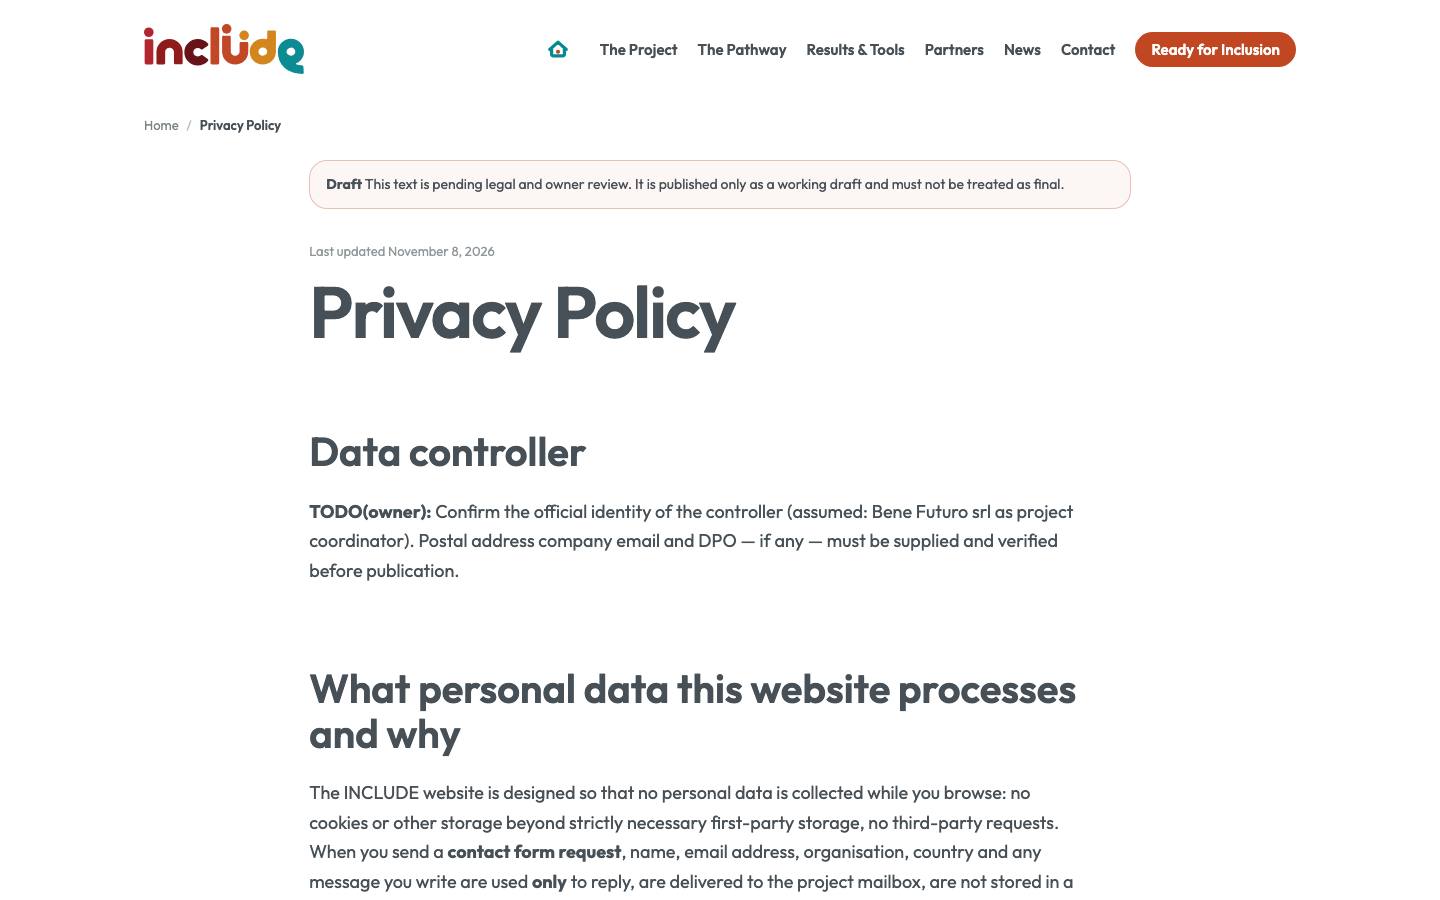 include
The Project
The Pathway
Results & Tools
Partners
News
Contact
Ready for Inclusion
Home / Privacy Policy
Draft This text is pending legal and owner review. It is published only as a working draft and must not be treated as final.
Last updated November 8, 2026
Privacy Policy
Data controller
TODO(owner): Confirm the official identity of the controller (assumed: Bene Futuro srl as project
coordinator). Postal address company email and DPO — if any — must be supplied and verified
before publication.
What personal data this website processes
and why
The INCLUDE website is designed so that no personal data is collected while you browse: no
cookies or other storage beyond strictly necessary first-party storage, no third-party requests.
When you send a contact form request, name, email address, organisation, country and any
message you write are used only to reply, are delivered to the project mailbox, are not stored in a